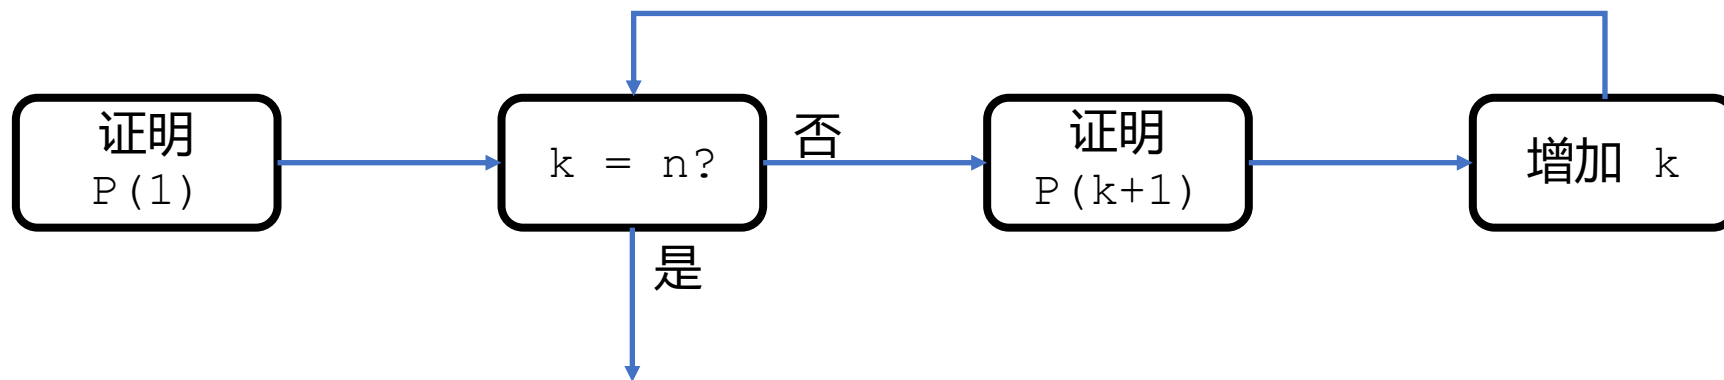 证明
P(1)
k = n?
否
证明
P(k+1)
增加 k
是